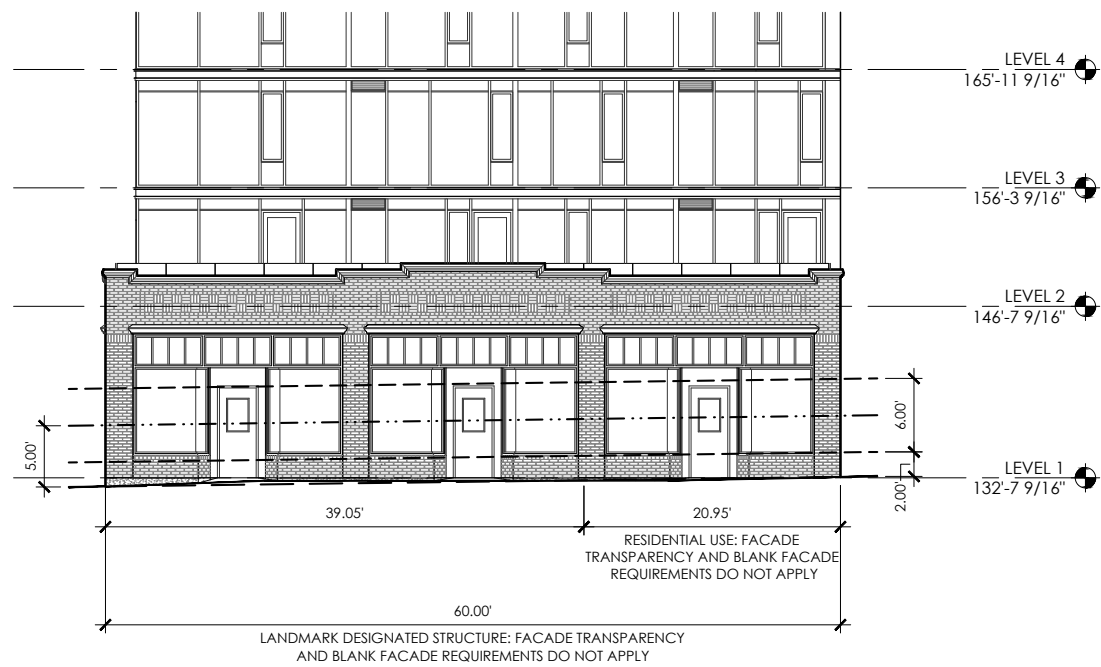 LEVEL 4
165'-11 9/16"
LEVEL 3
156'-3 9/16"
LEVEL 2
146'-7 9/16"
5.00'
6.00'
LEVEL 1
132'-7 9/16"
2.00'
39.05'
20.95'
RESIDENTIAL USE: FACADE
TRANSPARENCY AND BLANK FACADE
REQUIREMENTS DO NOT APPLY
60.00'
LANDMARK DESIGNATED STRUCTURE: FACADE TRANSPARENCY
AND BLANK FACADE REQUIREMENTS DO NOT APPLY